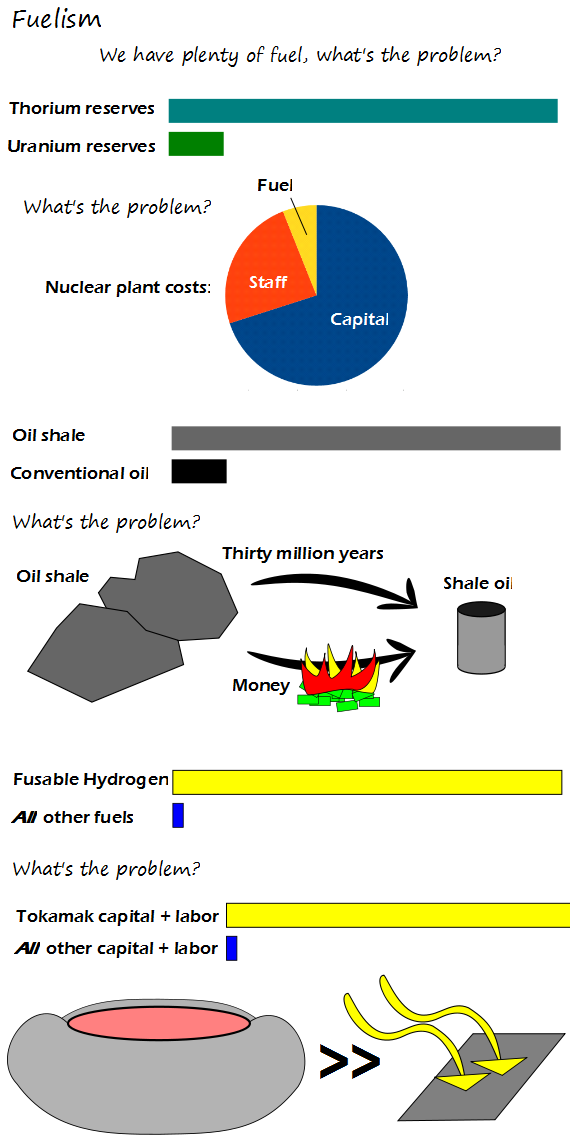 Fuelism
We have plenty of fuel, what's the problem?
Thorium reserves
Uranium reserves
Fuel
What's the problem?
Staff
Nuclear plant costs:
Capital
Oil shale
Conventional oil
What's the problem?
Thirty million years
Oil shale
Shale oil
Money
Fusable Hydrogen
All other fuels
What's the problem?
Tokamak capital + labor
All other capital + labor
>>